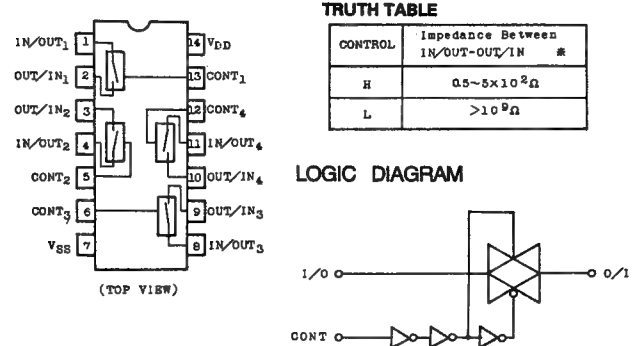 TRUTH TABLE
CONTROL
Impedance Between
IN/OUT-OUT/IN *
H
0.5~5×10²Ω
L
>10⁹Ω
IN/OUT1 1
OUT/IN1 2
OUT/IN2 3
IN/OUT2 4
CONT2 5
CONT3 6
VSS 7
14 VDD
13 CONT1
12 CONT4
11 IN/OUT4
10 OUT/IN4
9 OUT/IN3
8 IN/OUT3
(TOP VIEW)
LOGIC DIAGRAM
I/O
O/I
CONT